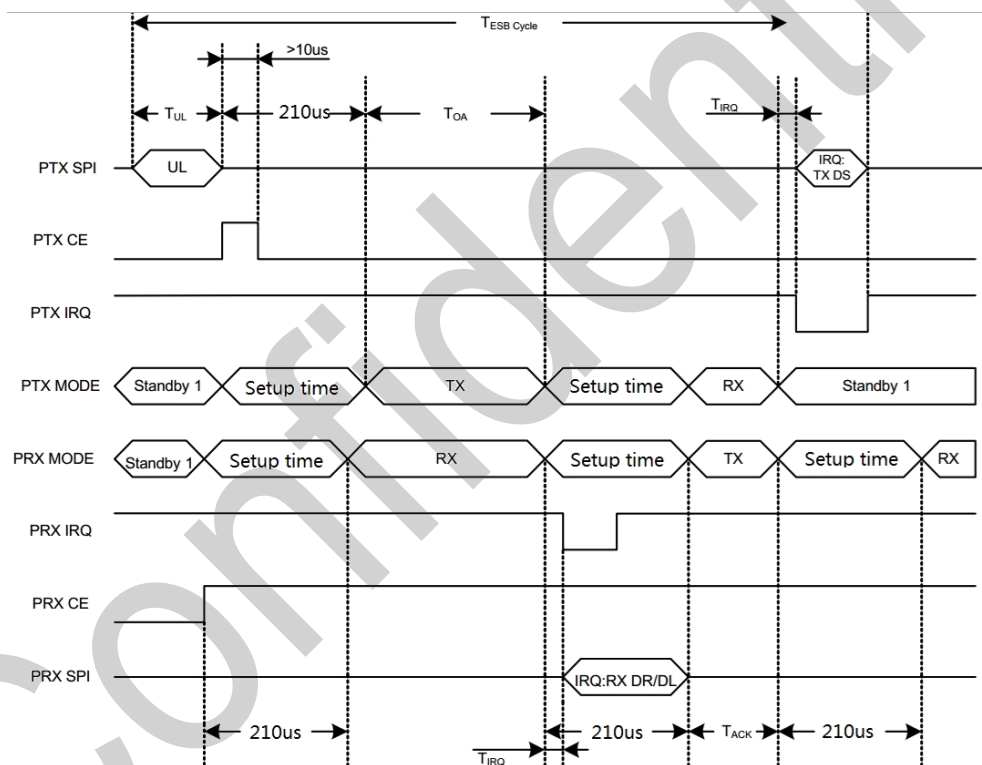 TESB Cycle
>10us
TUL
210us
TOA
TIRQ
PTX SPI
UL
IRQ:
TX DS
PTX CE
PTX IRQ
PTX MODE
Standby 1
Setup time
TX
Setup time
RX
Standby 1
PRX MODE
Standby 1
Setup time
RX
Setup time
TX
Setup time
RX
PRX IRQ
PRX CE
PRX SPI
IRQ:RX DR/DL
210us
TIRQ
210us
TACK
210us
Confidenti